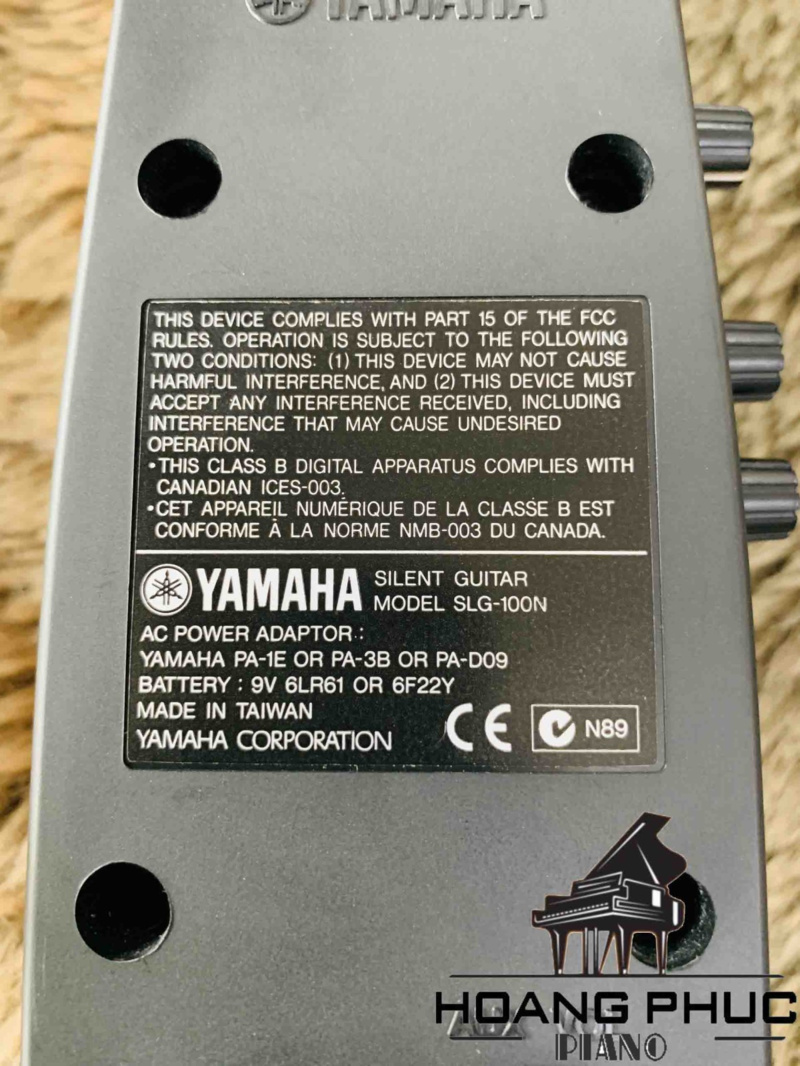 YAMAHA
THIS DEVICE COMPLIES WITH PART 15 OF THE FCC
RULES. OPERATION IS SUBJECT TO THE FOLLOWING
TWO CONDITIONS: (1) THIS DEVICE MAY NOT CAUSE
HARMFUL INTERFERENCE, AND (2) THIS DEVICE MUST
ACCEPT ANY INTERFERENCE RECEIVED, INCLUDING
INTERFERENCE THAT MAY CAUSE UNDESIRED
OPERATION.
•THIS CLASS B DIGITAL APPARATUS COMPLIES WITH
CANADIAN ICES-003.
•CET APPAREIL NUMÉRIQUE DE LA CLASSE B EST
CONFORME À LA NORME NMB-003 DU CANADA.
YAMAHA SILENT GUITAR
MODEL SLG-100N
AC POWER ADAPTOR :
YAMAHA PA-1E OR PA-3B OR PA-D09
BATTERY : 9V 6LR61 OR 6F22Y
MADE IN TAIWAN
YAMAHA CORPORATION CE N89
HOANG PHUC
PIANO